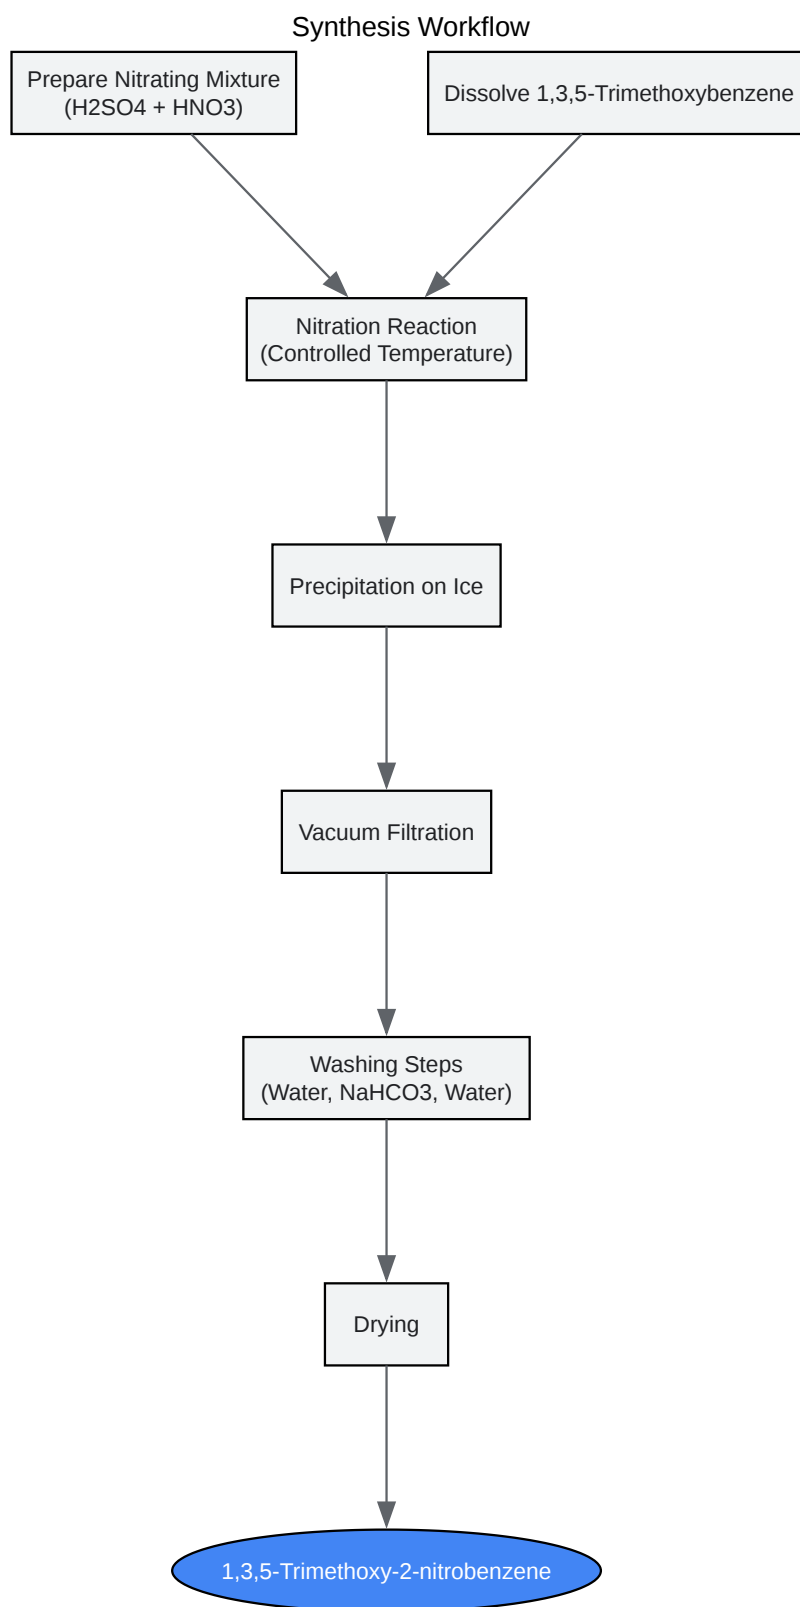 Synthesis Workflow
Prepare Nitrating Mixture
(H2SO4 + HNO3)
Dissolve 1,3,5-Trimethoxybenzene
Nitration Reaction
(Controlled Temperature)
Precipitation on Ice
Vacuum Filtration
Washing Steps
(Water, NaHCO3, Water)
Drying
1,3,5-Trimethoxy-2-nitrobenzene